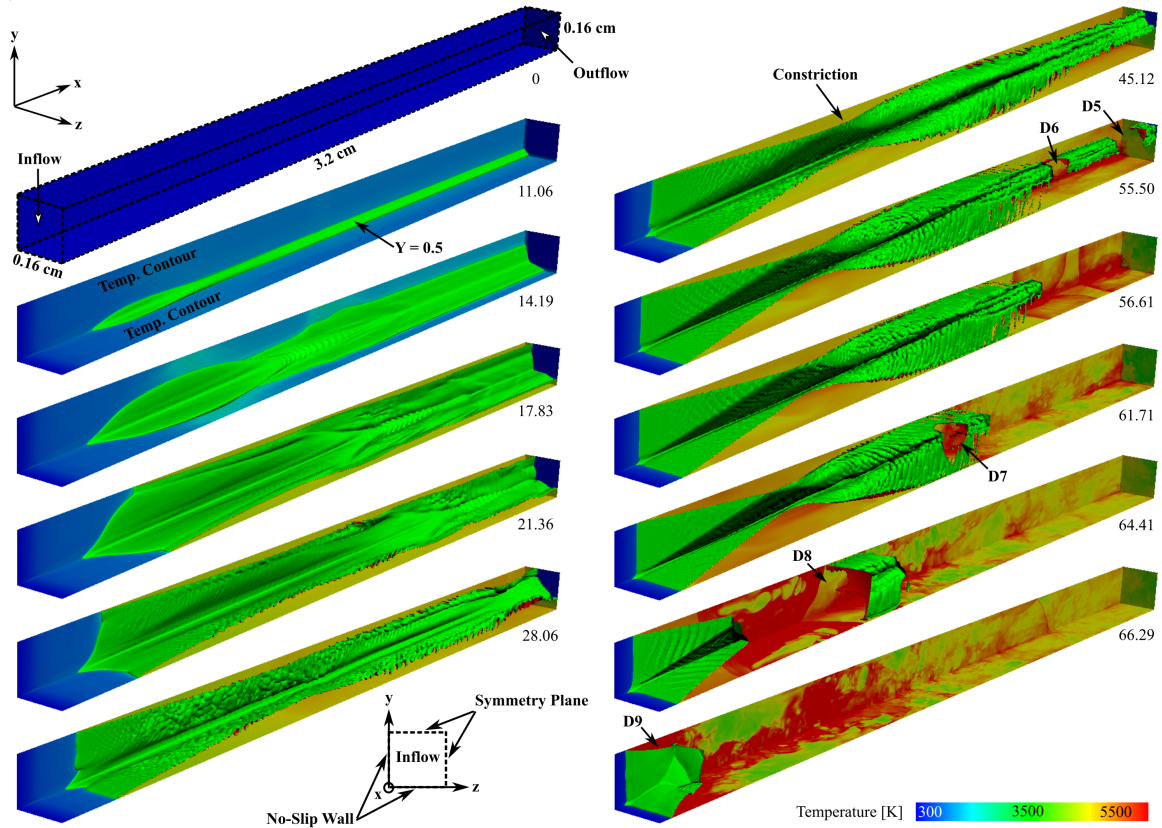 y
x
z
0.16 cm
Outflow
0
Inflow
3.2 cm
0.16 cm
11.06
Y = 0.5
Temp. Contour
Temp. Contour
14.19
17.83
21.36
28.06
y
Symmetry Plane
Inflow
x
z
No-Slip Wall
Constriction
45.12
D5
D6
55.50
56.61
61.71
D7
64.41
D8
66.29
D9
Temperature [K] 300 3500 5500